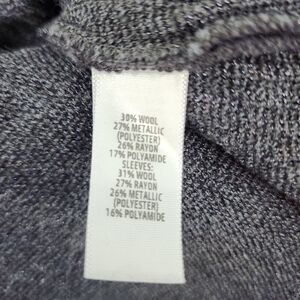 30% WOOL
27% METALLIC
(POLYESTER)
26% RAYON
17% POLYAMIDE
SLEEVES:
31% WOOL
27% RAYON
26% METALLIC
(POLYESTER)
16% POLYAMIDE